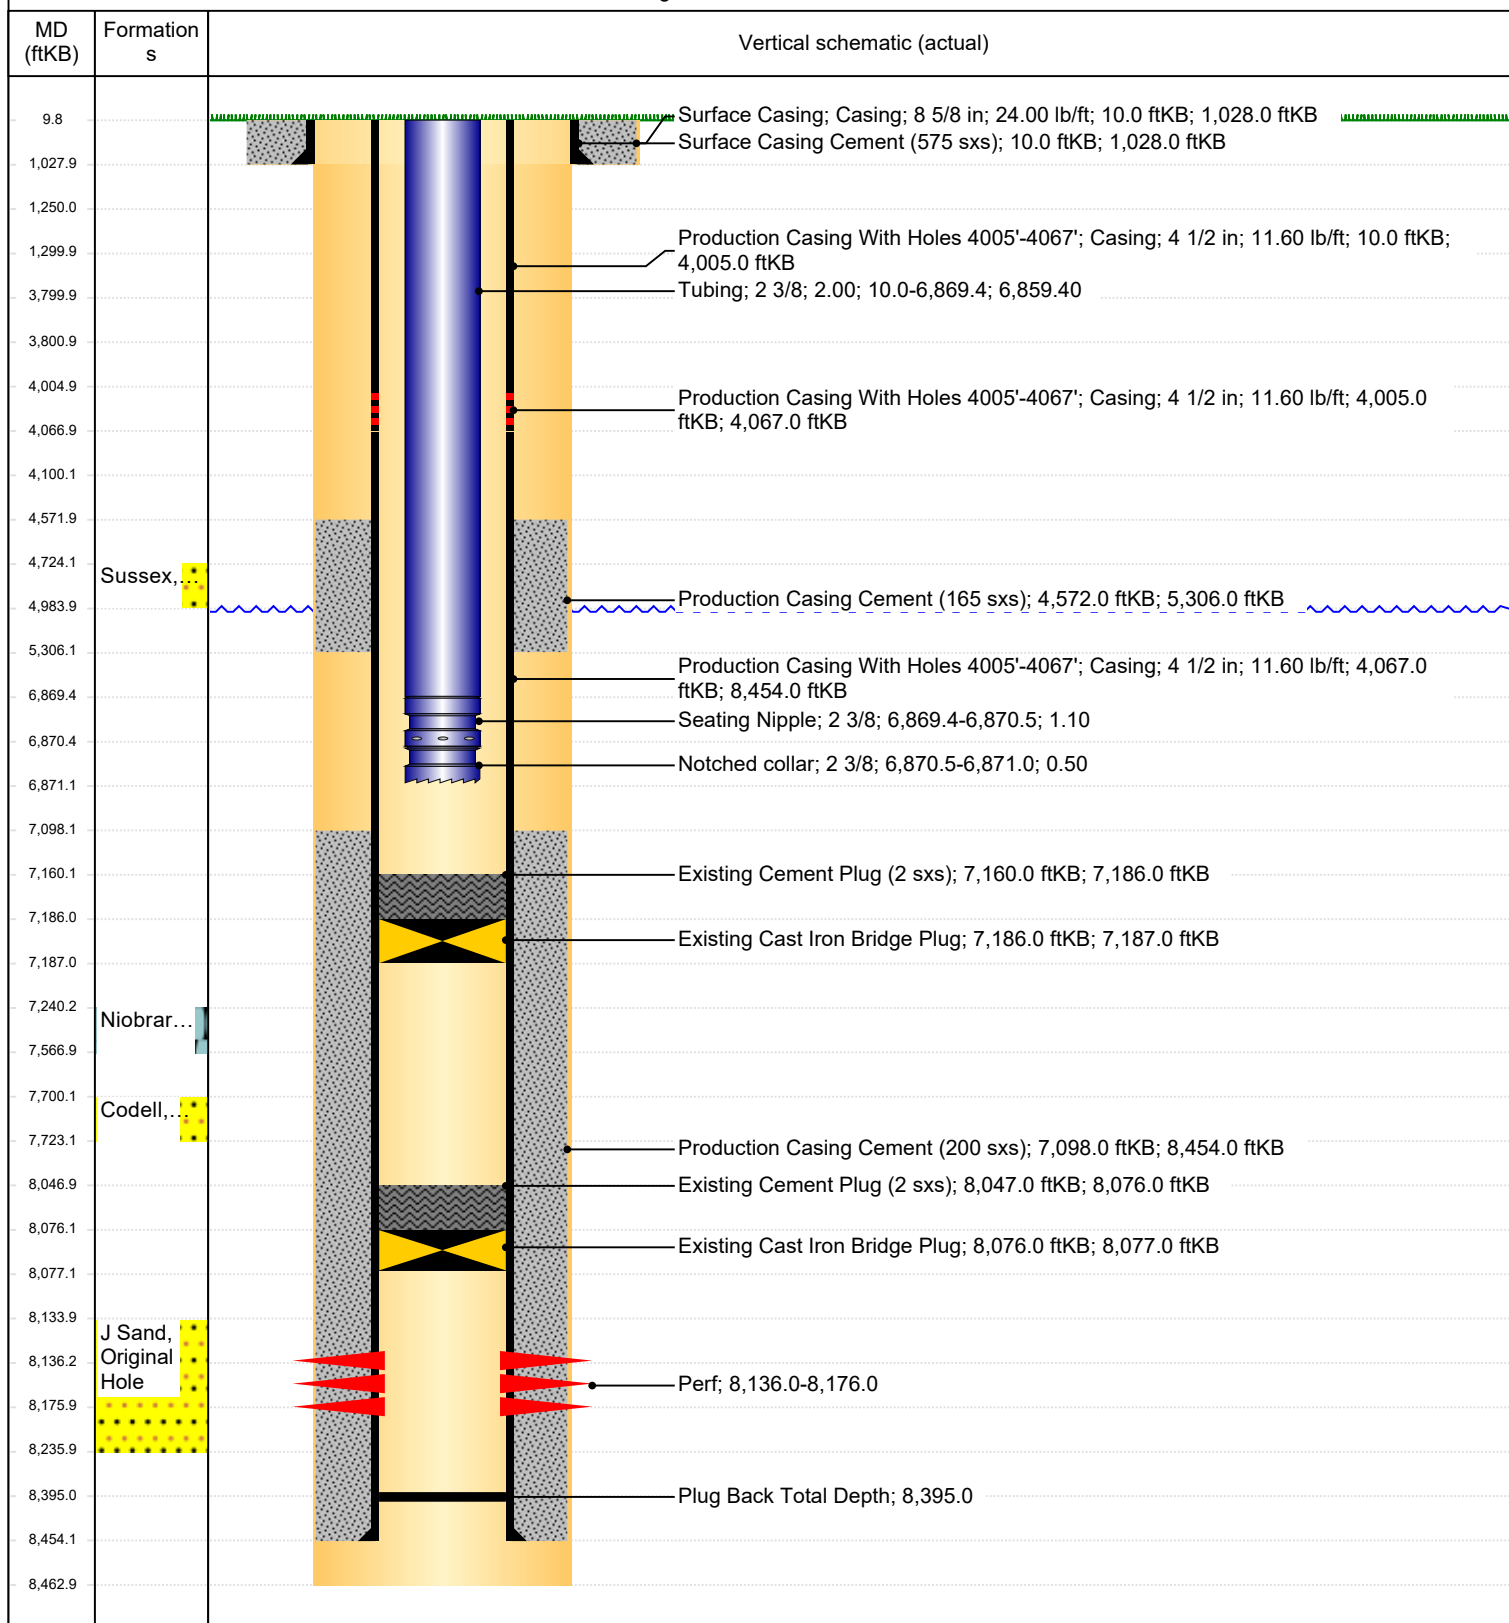 MD
(ftKB)
Formation
s
Vertical schematic (actual)
9.8
Surface Casing; Casing; 8 5/8 in; 24.00 lb/ft; 10.0 ftKB; 1,028.0 ftKB
Surface Casing Cement (575 sxs); 10.0 ftKB; 1,028.0 ftKB
1,027.9
1,250.0
Production Casing With Holes 4005'-4067'; Casing; 4 1/2 in; 11.60 lb/ft; 10.0 ftKB;
4,005.0 ftKB
1,299.9
Tubing; 2 3/8; 2.00; 10.0-6,869.4; 6,859.40
3,799.9
3,800.9
4,004.9
Production Casing With Holes 4005'-4067'; Casing; 4 1/2 in; 11.60 lb/ft; 4,005.0
ftKB; 4,067.0 ftKB
4,066.9
4,100.1
4,571.9
4,724.1
Sussex,...
Production Casing Cement (165 sxs); 4,572.0 ftKB; 5,306.0 ftKB
4,983.9
5,306.1
Production Casing With Holes 4005'-4067'; Casing; 4 1/2 in; 11.60 lb/ft; 4,067.0
ftKB; 8,454.0 ftKB
6,869.4
Seating Nipple; 2 3/8; 6,869.4-6,870.5; 1.10
6,870.4
Notched collar; 2 3/8; 6,870.5-6,871.0; 0.50
6,871.1
7,098.1
7,160.1
Existing Cement Plug (2 sxs); 7,160.0 ftKB; 7,186.0 ftKB
7,186.0
Existing Cast Iron Bridge Plug; 7,186.0 ftKB; 7,187.0 ftKB
7,187.0
7,240.2
Niobrar...
7,566.9
7,700.1
Codell,...
7,723.1
Production Casing Cement (200 sxs); 7,098.0 ftKB; 8,454.0 ftKB
8,046.9
Existing Cement Plug (2 sxs); 8,047.0 ftKB; 8,076.0 ftKB
8,076.1
Existing Cast Iron Bridge Plug; 8,076.0 ftKB; 8,077.0 ftKB
8,077.1
8,133.9
J Sand,
Original
Hole
8,136.2
Perf; 8,136.0-8,176.0
8,175.9
8,235.9
8,395.0
Plug Back Total Depth; 8,395.0
8,454.1
8,462.9